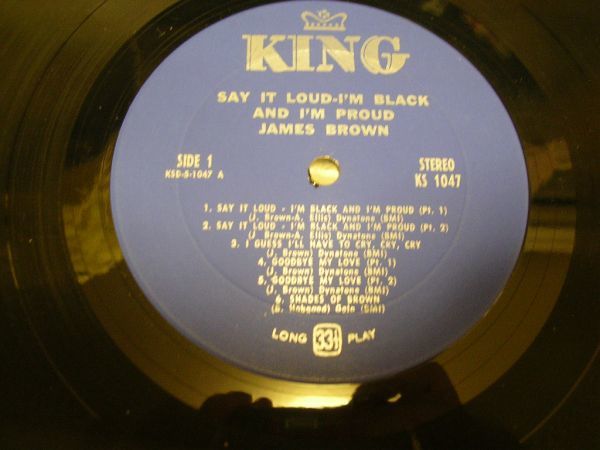 KING
SAY IT LOUD-I'M BLACK
AND I'M PROUD
JAMES BROWN
SIDE 1
KSD-S-1047 A
STEREO
KS 1047
1. SAY IT LOUD - I'M BLACK AND I'M PROUD (Pt. 1)
(J. Brown-A. Ellis) Dynatone (BMI)
2. SAY IT LOUD - I'M BLACK AND I'M PROUD (Pt. 2)
(J. Brown-A. Ellis) Dynatone (BMI)
3. I GUESS I'LL HAVE TO CRY, CRY, CRY
(J. Brown) Dynatone (BMI)
4. GOODBYE MY LOVE (Pt. 1)
(J. Brown) Dynatone (BMI)
5. GOODBYE MY LOVE (Pt. 2)
(J. Brown) Dynatone (BMI)
6. SHADES OF BROWN
(BMI)
LONG 33⅓ PLAY